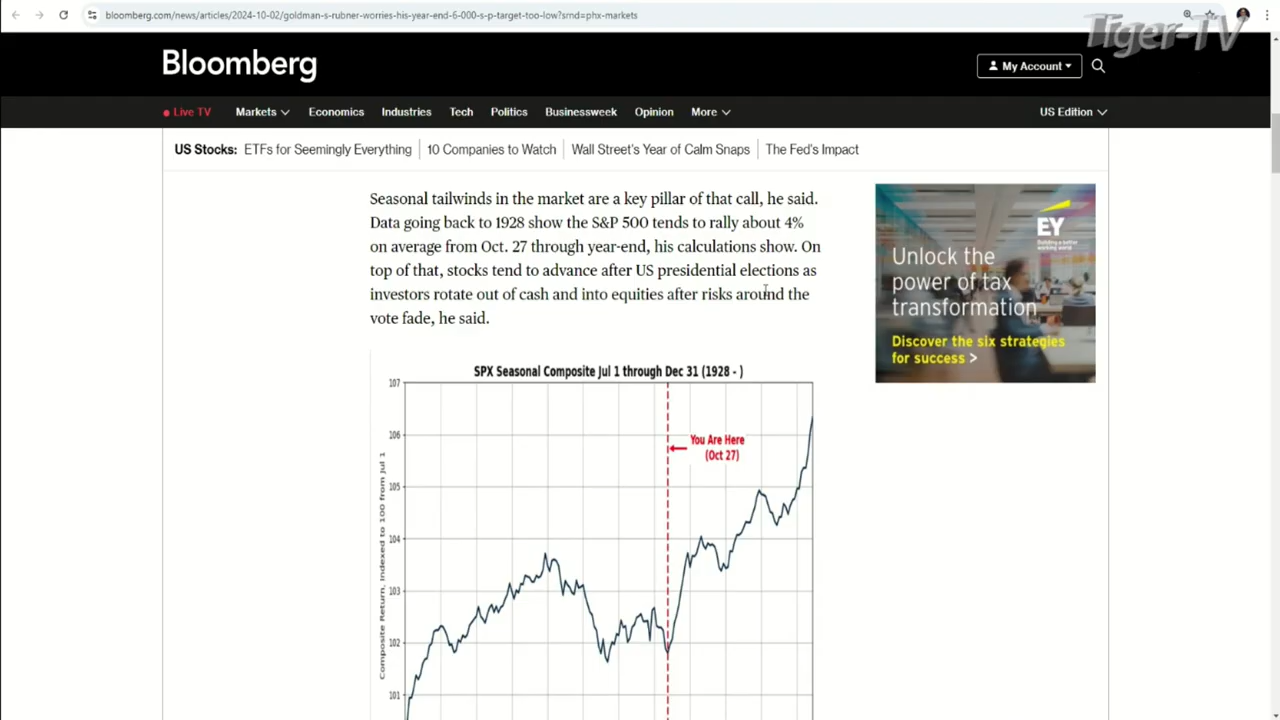 bloomberg.com/news/articles/2024-10-02/goldman-s-rubner-worries-his-year-end-6-000-s-p-target-too-low?srnd=phx-markets
Tiger-TV
Bloomberg
My Account
Live TV
Markets
Economics
Industries
Tech
Politics
Businessweek
Opinion
More
US Edition
US Stocks: ETFs for Seemingly Everything
10 Companies to Watch
Wall Street's Year of Calm Snaps
The Fed's Impact
Seasonal tailwinds in the market are a key pillar of that call, he said.
Data going back to 1928 show the S&P 500 tends to rally about 4%
on average from Oct. 27 through year-end, his calculations show. On
top of that, stocks tend to advance after US presidential elections as
investors rotate out of cash and into equities after risks around the
vote fade, he said.
EY
Building a better
working world
Unlock the
power of tax
transformation
Discover the six strategies
for success >
SPX Seasonal Composite Jul 1 through Dec 31 (1928 - )
107
106
105
104
103
102
101
Composite Return, Indexed to 100 from Jul 1
You Are Here
(Oct 27)